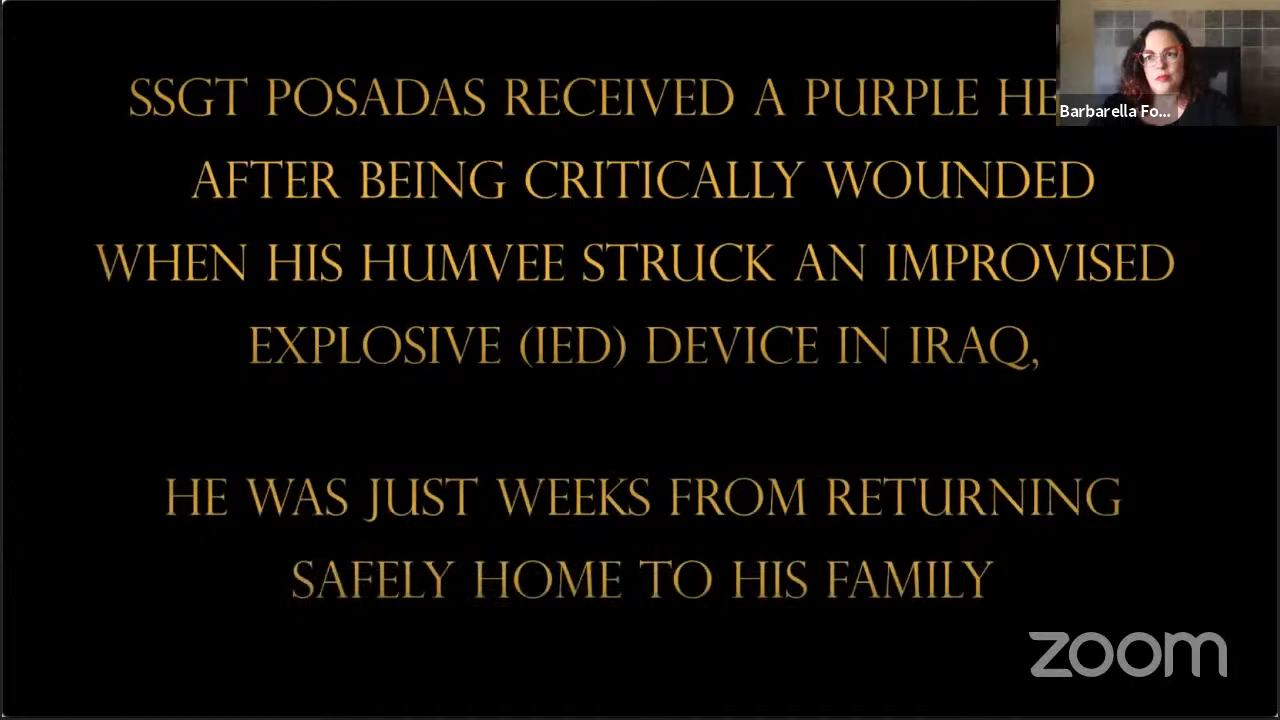 SSGT POSADAS RECEIVED A PURPLE
AFTER BEING CRITICALLY WOUNDED
WHEN HIS HUMVEE STRUCK AN IMPROVISED
EXPLOSIVE (IED) DEVICE IN IRAQ,
HE WAS JUST WEEKS FROM RETURNING
SAFELY HOME TO HIS FAMILY
Barbarella Fo...
zoom